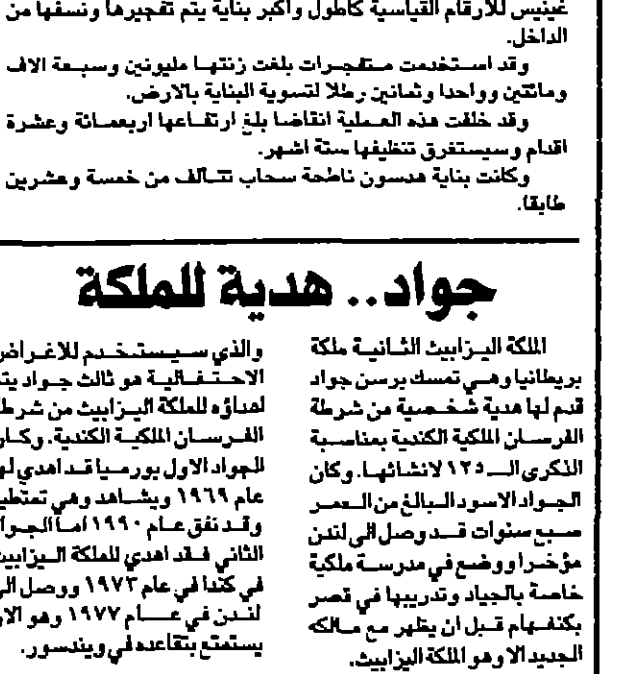 غينيس للارقام القياسية كاطول واكبر بناية يتم تفجيرها ونسفها من
الداخل.
وقد استخدمت متفجرات بلغت زنتها مليونين وسبعة الاف
ومائتين وواحدا وثمانين رطلا لتسوية البناية بالارض.
وقد خلفت هذه العملية انقاضا بلغ ارتفاعها اربعمائة وعشرة
اقدام وسيستغرق تنظيفها ستة اشهر.
وكانت بناية هدسون ناطحة سحاب تتألف من خمسة وعشرين
طابقا.
جواد.. هدية للملكة
الملكة اليزابيث الثانية ملكة
بريطانيا وهي تمسك برسن جواد
قدم لها هدية شخصية من شرطة
الفرسان الملكية الكندية بمناسبة
الذكرى الـ ١٢٥ لانشائها. وكان
الجواد الاسود البالغ من العمر
سبع سنوات قد وصل الى لندن
مؤخرا ووضع في مدرسة ملكية
خاصة بالجياد وتدريبها في قصر
بكنفهام قبل ان يظهر مع مالكه
الجديد الا وهو الملكة اليزابيث.
والذي سيستخدم للاغراض
الاحتفالية هو ثالث جواد يتم
اهداؤه للملكة اليزابيث من شرطة
الفرسان الملكية الكندية. وكان
الجواد الاول بورميا قد اهدي لها
عام ١٩٦٩ ويشاهد وهي تمتطيه
وقد نفق عام ١٩٩٠ اما الجواد
الثاني فقد اهدي للملكة اليزابيث
في كندا في عام ١٩٧٣ ووصل الى
لندن في عام ١٩٧٧ وهو الان
يستمتع بتقاعده في ويندسور.